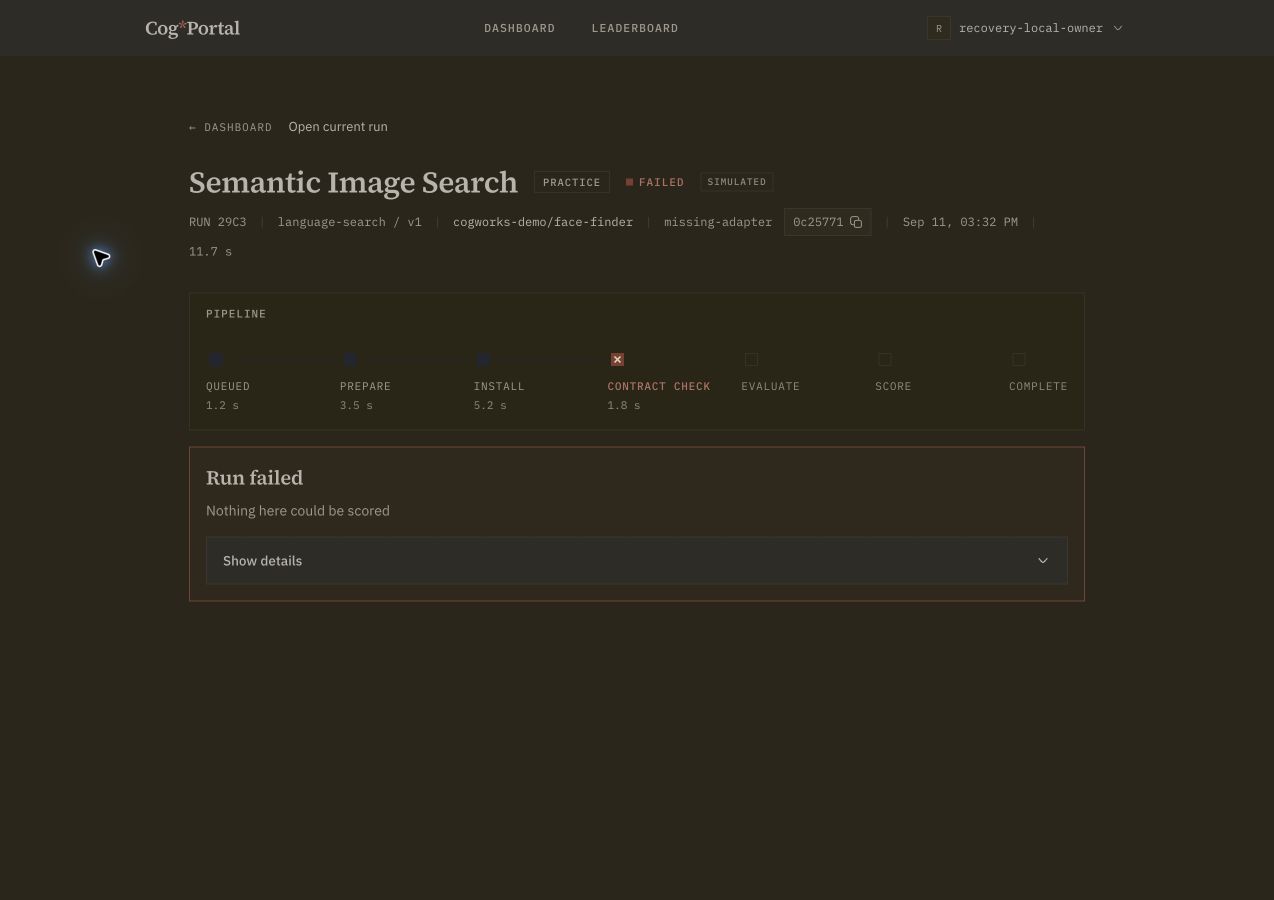 Cog*Portal DASHBOARD LEADERBOARD R recovery-local-owner
← DASHBOARD Open current run
Semantic Image Search PRACTICE FAILED SIMULATED
RUN 29C3 | language-search / v1 | cogworks-demo/face-finder | missing-adapter 0c25771 | Sep 11, 03:32 PM |
11.7 s
PIPELINE
QUEUED PREPARE INSTALL CONTRACT CHECK EVALUATE SCORE COMPLETE
1.2 s 3.5 s 5.2 s 1.8 s
Run failed
Nothing here could be scored
Show details